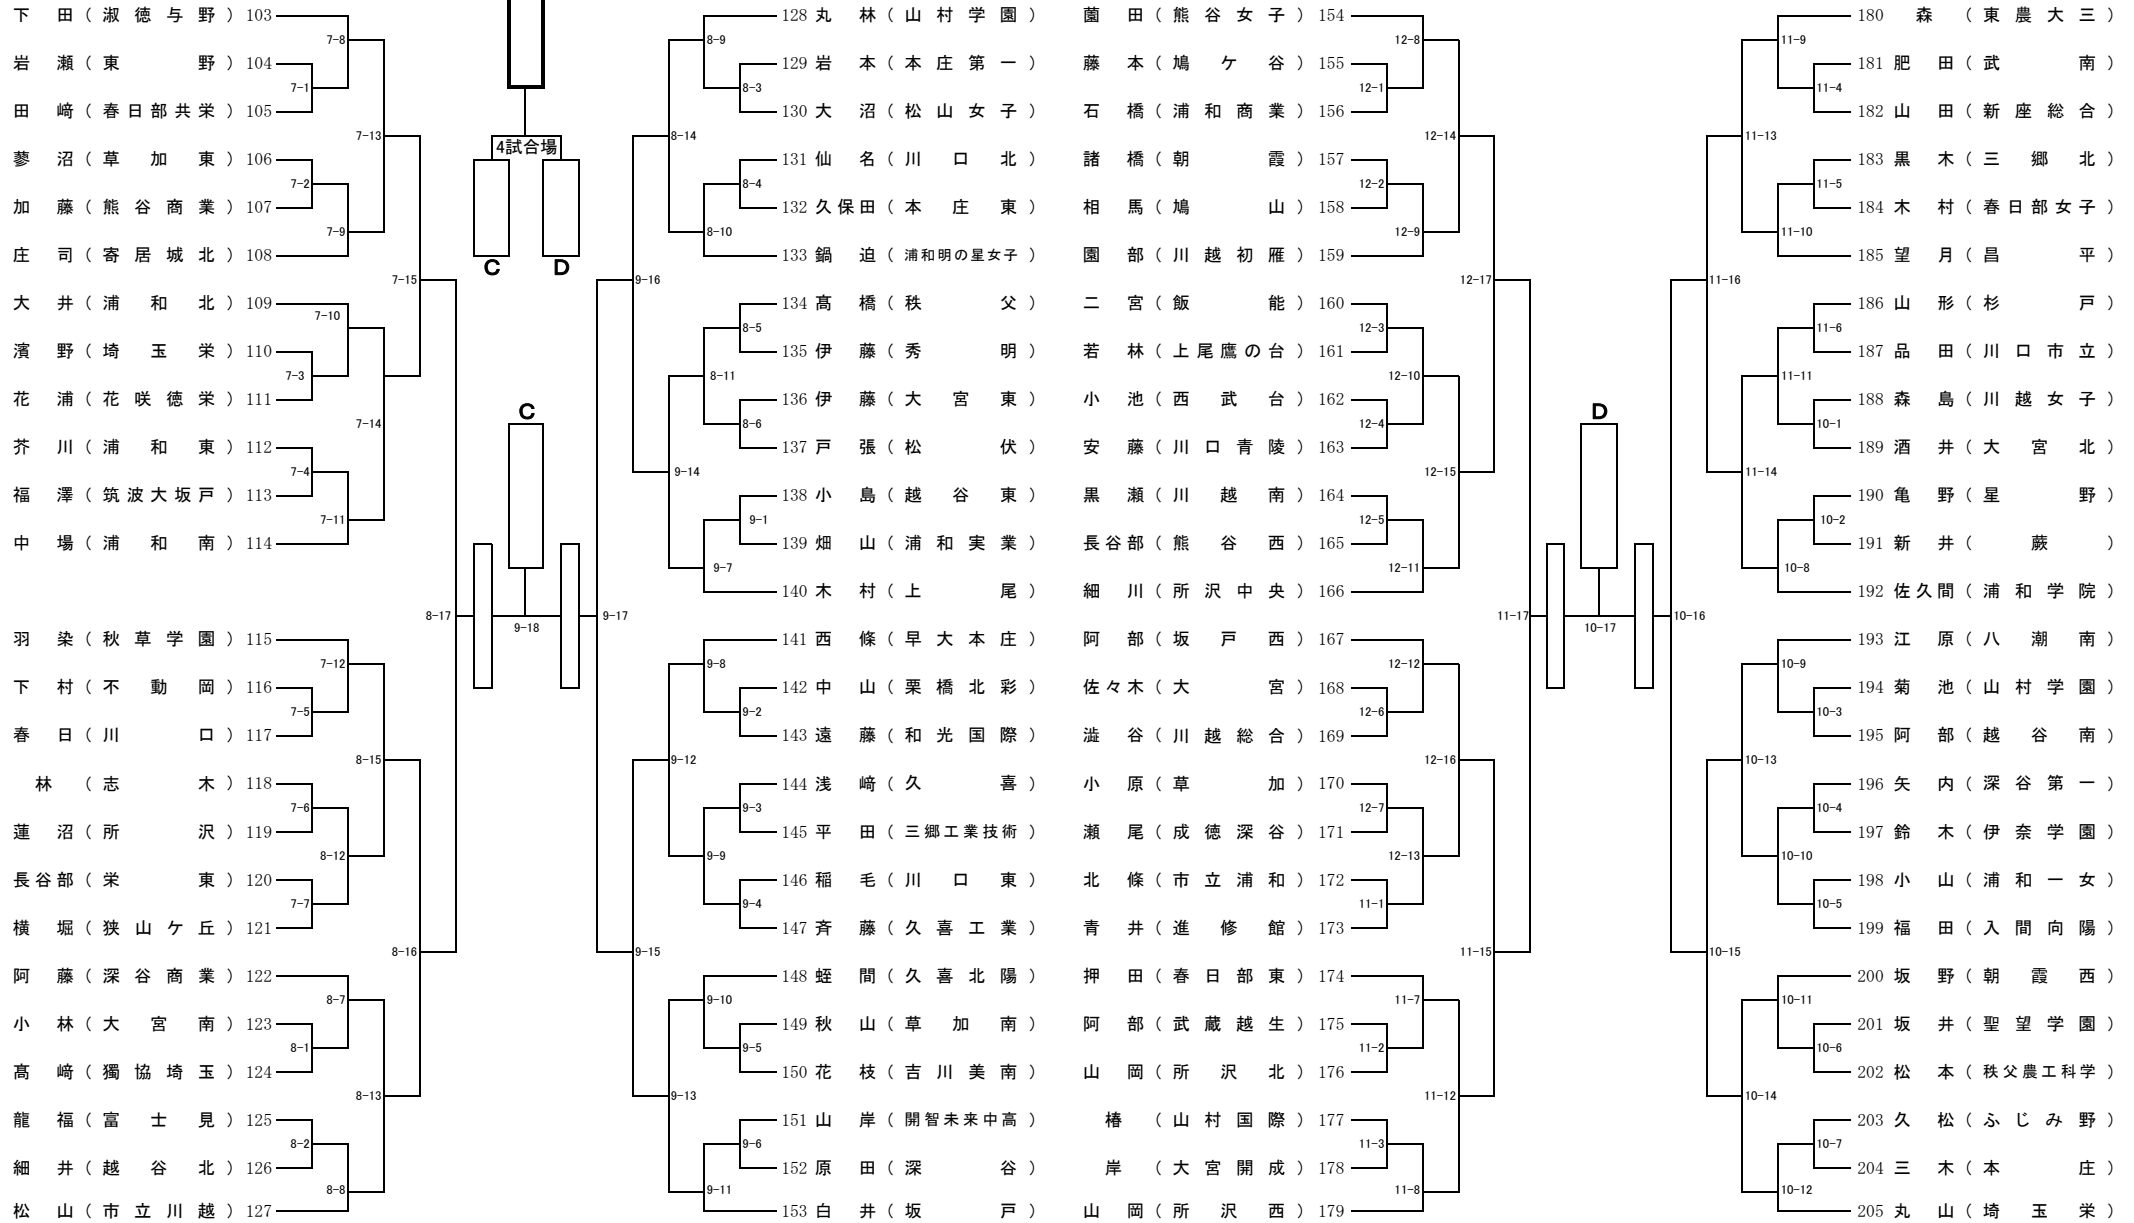 下田（淑徳与野）103
7-8
岩瀬（東野）104
7-1
田﨑（春日部共栄）105
7-13
蓼沼（草加東）106
7-2
加藤（熊谷商業）107
7-9
庄司（寄居城北）108
7-15
大井（浦和北）109
7-10
濱野（埼玉栄）110
7-3
花浦（花咲徳栄）111
7-14
芥川（浦和東）112
7-4
福澤（筑波大坂戸）113
7-11
中場（浦和南）114
8-17
羽染（秋草学園）115
7-12
下村（不動岡）116
7-5
春日（川口）117
8-15
林（志木）118
7-6
蓮沼（所沢）119
8-12
長谷部（栄東）120
7-7
横堀（狭山ケ丘）121
8-16
阿藤（深谷商業）122
8-7
小林（大宮南）123
8-1
髙﨑（獨協埼玉）124
8-13
龍福（富士見）125
8-2
細井（越谷北）126
8-8
松山（市立川越）127
4試合場
C
D
C
9-18
128 丸林（山村学園）
8-9
129 岩本（本庄第一）
8-3
130 大沼（松山女子）
8-14
131 仙名（川口北）
8-4
132 久保田（本庄東）
8-10
133 鍋迫（浦和明の星女子）
9-16
134 髙橋（秩父）
8-5
135 伊藤（秀明）
8-11
136 伊藤（大宮東）
8-6
137 戸張（松伏）
9-14
138 小島（越谷東）
9-1
139 畑山（浦和実業）
9-7
140 木村（上尾）
9-17
141 西條（早大本庄）
9-8
142 中山（栗橋北彩）
9-2
143 遠藤（和光国際）
9-12
144 浅﨑（久喜）
9-3
145 平田（三郷工業技術）
9-9
146 稲毛（川口東）
9-4
147 斉藤（久喜工業）
9-15
148 蛭間（久喜北陽）
9-10
149 秋山（草加南）
9-5
150 花枝（吉川美南）
9-13
151 山岸（開智未来中高）
9-6
152 原田（深谷）
9-11
153 白井（坂戸）
薗田（熊谷女子）154
12-8
藤本（鳩ケ谷）155
12-1
石橋（浦和商業）156
12-14
諸橋（朝霞）157
12-2
相馬（鳩山）158
12-9
園部（川越初雁）159
12-17
二宮（飯能）160
12-3
若林（上尾鷹の台）161
12-10
小池（西武台）162
12-4
安藤（川口青陵）163
12-15
黒瀬（川越南）164
12-5
長谷部（熊谷西）165
12-11
細川（所沢中央）166
11-17
阿部（坂戸西）167
12-12
佐々木（大宮）168
12-6
澁谷（川越総合）169
12-16
小原（草加）170
12-7
瀬尾（成徳深谷）171
12-13
北條（市立浦和）172
11-1
青井（進修館）173
11-15
押田（春日部東）174
11-7
阿部（武蔵越生）175
11-2
山岡（所沢北）176
11-12
椿（山村国際）177
11-3
岸（大宮開成）178
11-8
山岡（所沢西）179
D
10-17
180 森（東農大三）
11-9
181 肥田（武南）
11-4
182 山田（新座総合）
11-13
183 黒木（三郷北）
11-5
184 木村（春日部女子）
11-10
185 望月（昌平）
11-16
186 山形（杉戸）
11-6
187 品田（川口市立）
11-11
188 森島（川越女子）
10-1
189 酒井（大宮北）
11-14
190 亀野（星野）
10-2
191 新井（蕨）
10-8
192 佐久間（浦和学院）
10-16
193 江原（八潮南）
10-9
194 菊池（山村学園）
10-3
195 阿部（越谷南）
10-13
196 矢内（深谷第一）
10-4
197 鈴木（伊奈学園）
10-10
198 小山（浦和一女）
10-5
199 福田（入間向陽）
10-15
200 坂野（朝霞西）
10-11
201 坂井（聖望学園）
10-6
202 松本（秩父農工科学）
10-14
203 久松（ふじみ野）
10-7
204 三木（本庄）
10-12
205 丸山（埼玉栄）